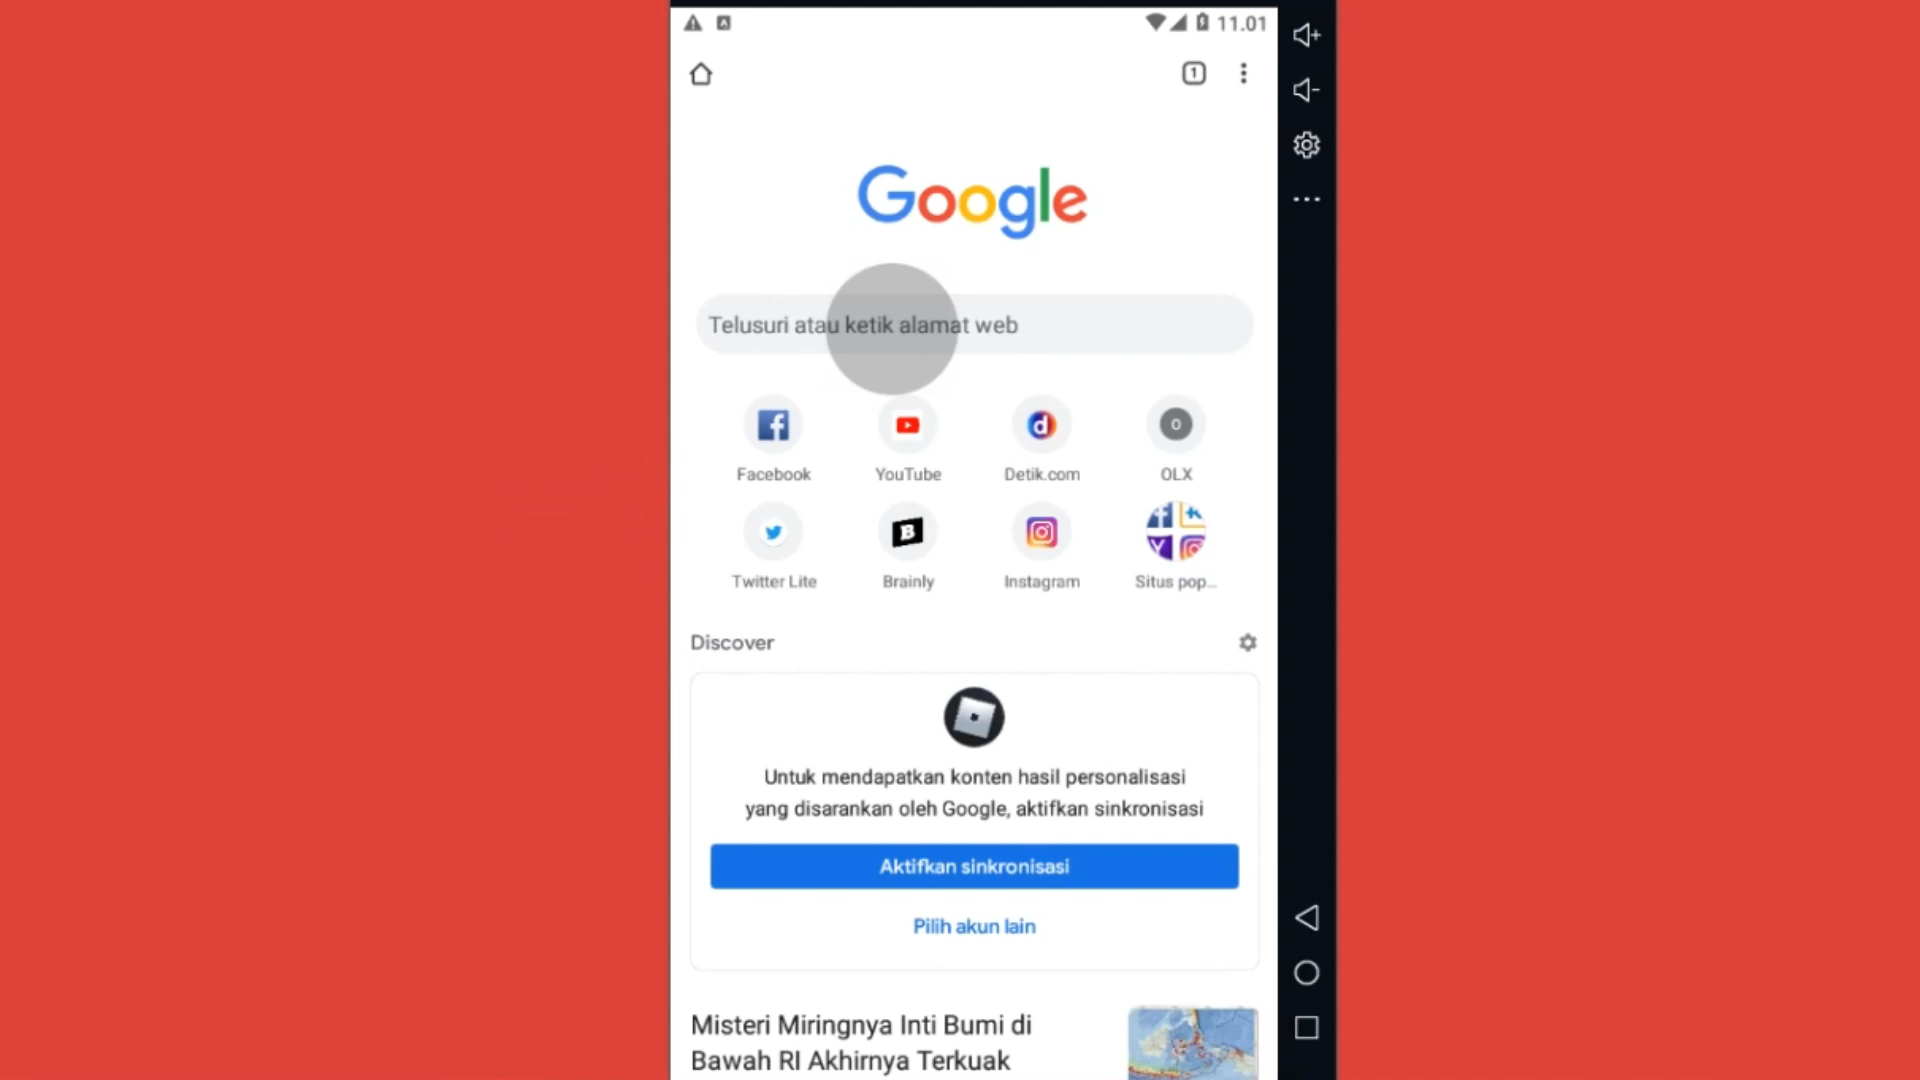 11.01
1
Google
Telusuri atau ketik alamat web
Facebook
YouTube
Detik.com
OLX
Twitter Lite
Brainly
Instagram
Situs pop...
Discover
Untuk mendapatkan konten hasil personalisasi
yang disarankan oleh Google, aktifkan sinkronisasi
Aktifkan sinkronisasi
Pilih akun lain
Misteri Miringnya Inti Bumi di
Bawah RI Akhirnya Terkuak